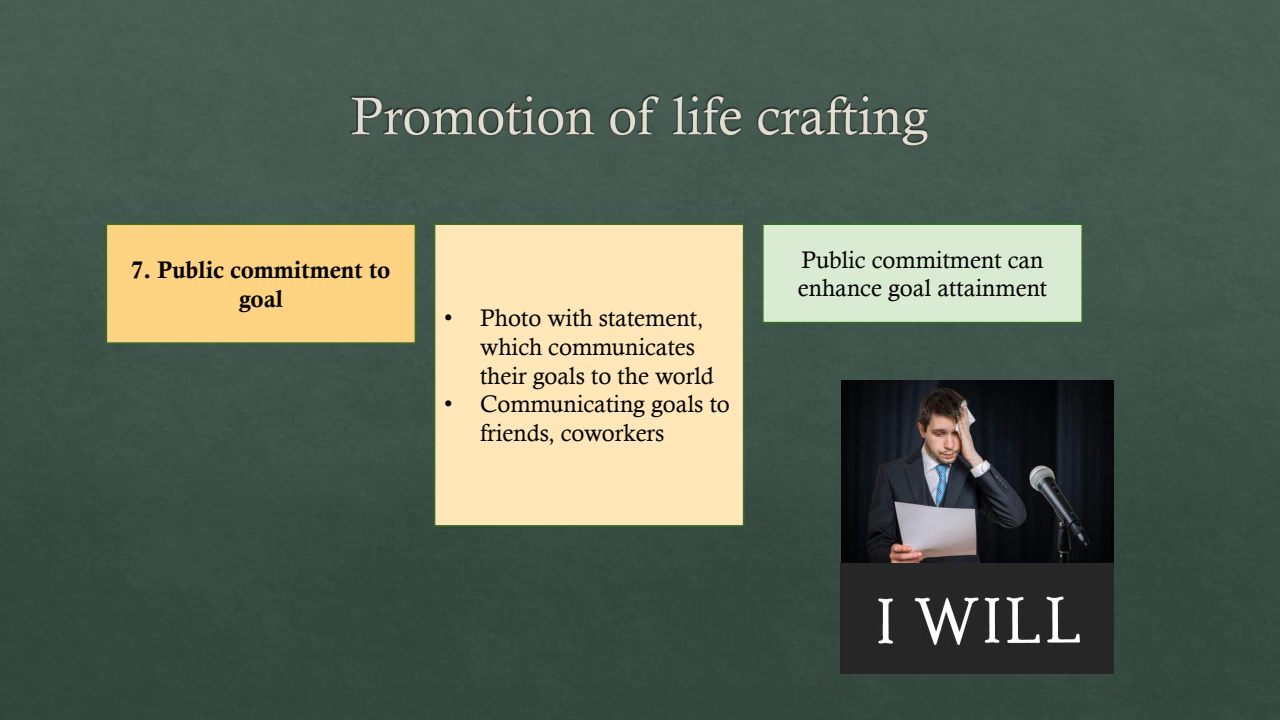 Promotion of life crafting
7. Public commitment to
goal
• Photo with statement,
which communicates
their goals to the world
• Communicating goals to
friends, coworkers
Public commitment can
enhance goal attainment
I WILL